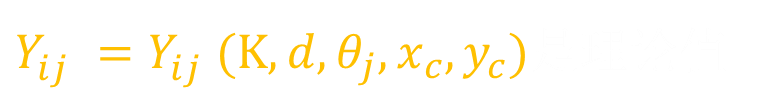 Y_{ij} = Y_{ij} (K, d, θ_j, x_c, y_c)